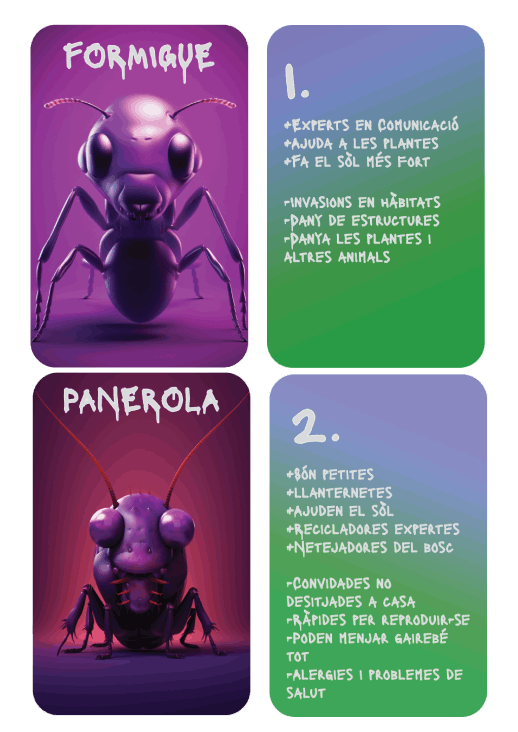 FORMIGUE
1.
+EXPERTS EN COMUNICACIÓ
+AJUDA A LES PLANTES
+FA EL SÒL MÉS FORT
-INVASIONS EN HÀBITATS
-DANY DE ESTRUCTURES
-DANYA LES PLANTES I
ALTRES ANIMALS
PANEROLA
2.
+SÓN PETITES
+LLANTERNETES
+AJUDEN EL SÒL
+RECICLADORES EXPERTES
+NETEJADORES DEL BOSC
-CONVIDADES NO
DESITJADES A CASA
-RÀPIDES PER REPRODUIR-SE
-PODEN MENJAR GAIREBÉ
TOT
-ALERGIES I PROBLEMES DE
SALUT